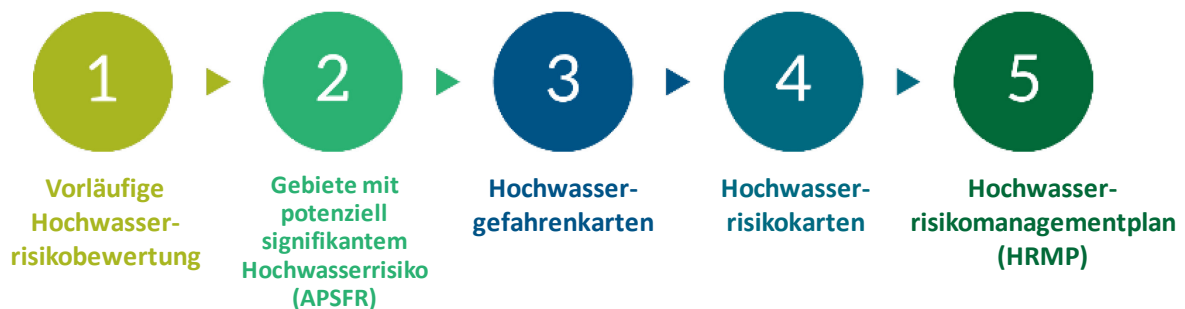 1
2
3
4
5
Vorläufige
Hochwasser-
risikobewertung
Gebiete mit
potenziell
signifikantem
Hochwasserrisiko
(APSFR)
Hochwasser-
gefahrenkarten
Hochwasser-
risikokarten
Hochwasser-
risikomanagementplan
(HRMP)